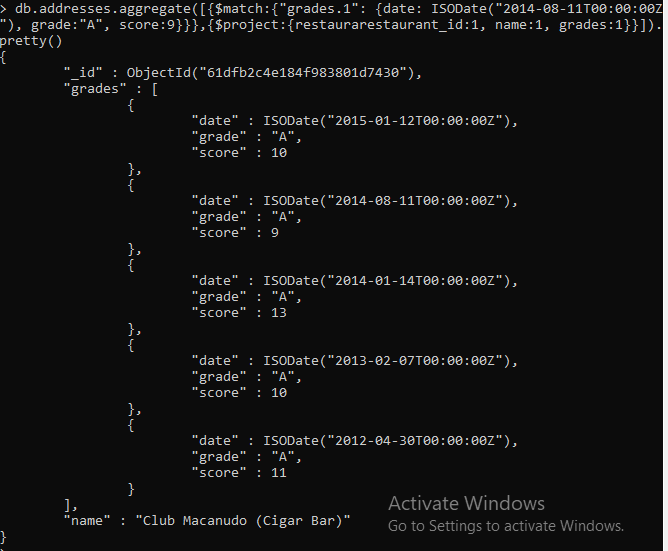 > db.addresses.aggregate([{$match:{"grades.1": {date: ISODate("2014-08-11T00:00:00Z
"), grade:"A", score:9}}},{$project:{restaurarestaurant_id:1, name:1, grades:1}}]).
pretty()
{
"_id" : ObjectId("61dfb2c4e184f983801d7430"),
"grades" : [
{
"date" : ISODate("2015-01-12T00:00:00Z"),
"grade" : "A",
"score" : 10
},
{
"date" : ISODate("2014-08-11T00:00:00Z"),
"grade" : "A",
"score" : 9
},
{
"date" : ISODate("2014-01-14T00:00:00Z"),
"grade" : "A",
"score" : 13
},
{
"date" : ISODate("2013-02-07T00:00:00Z"),
"grade" : "A",
"score" : 10
},
{
"date" : ISODate("2012-04-30T00:00:00Z"),
"grade" : "A",
"score" : 11
}
],
"name" : "Club Macanudo (Cigar Bar)"
}
Activate Windows
Go to Settings to activate Windows.